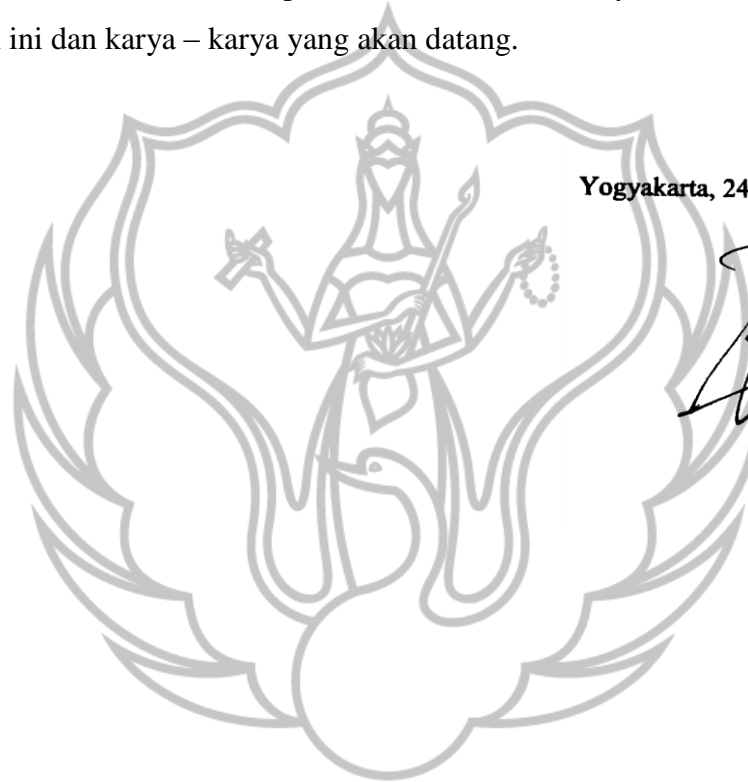 ini dan karya – karya yang akan datang.
Yogyakarta, 24